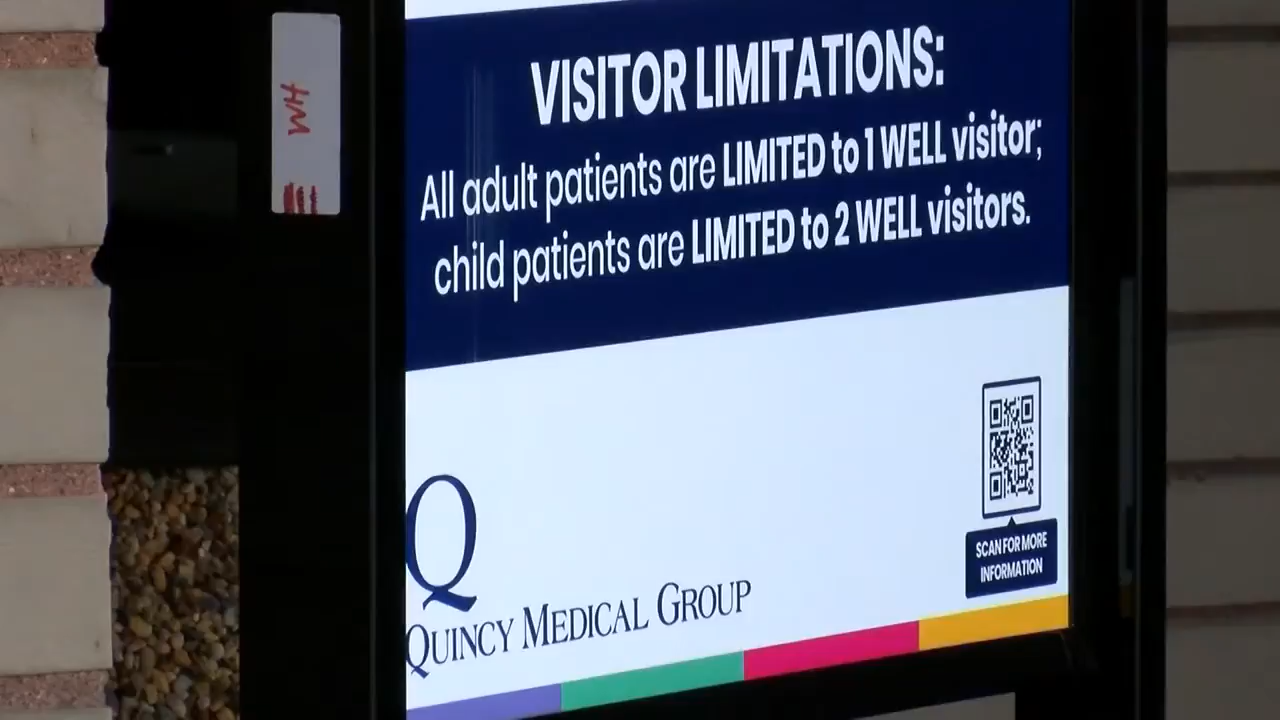 WH
VISITOR LIMITATIONS:
All adult patients are LIMITED to 1 WELL visitor;
child patients are LIMITED to 2 WELL visitors.
SCAN FOR MORE
INFORMATION
Q
QUINCY MEDICAL GROUP